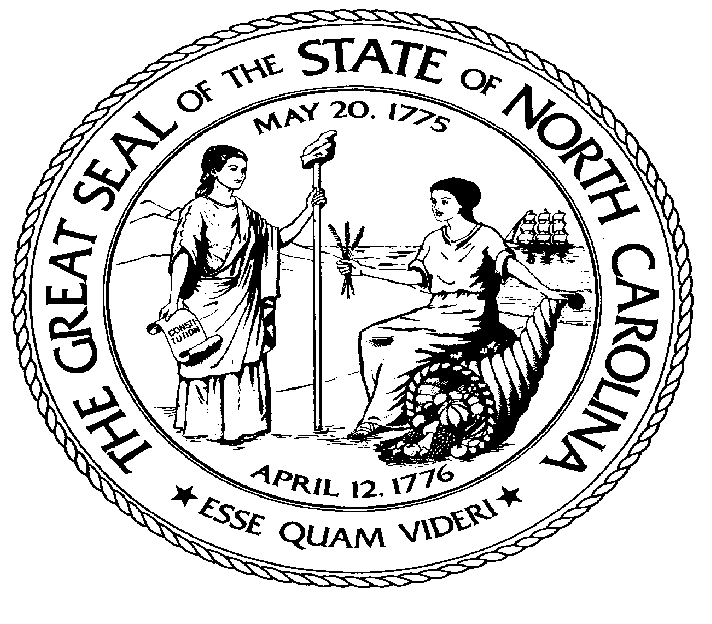 THE GREAT SEAL OF THE STATE OF NORTH CAROLINA
MAY 20, 1775
CONSTI
TUTION
APRIL 12, 1776
★ ESSE QUAM VIDERI ★